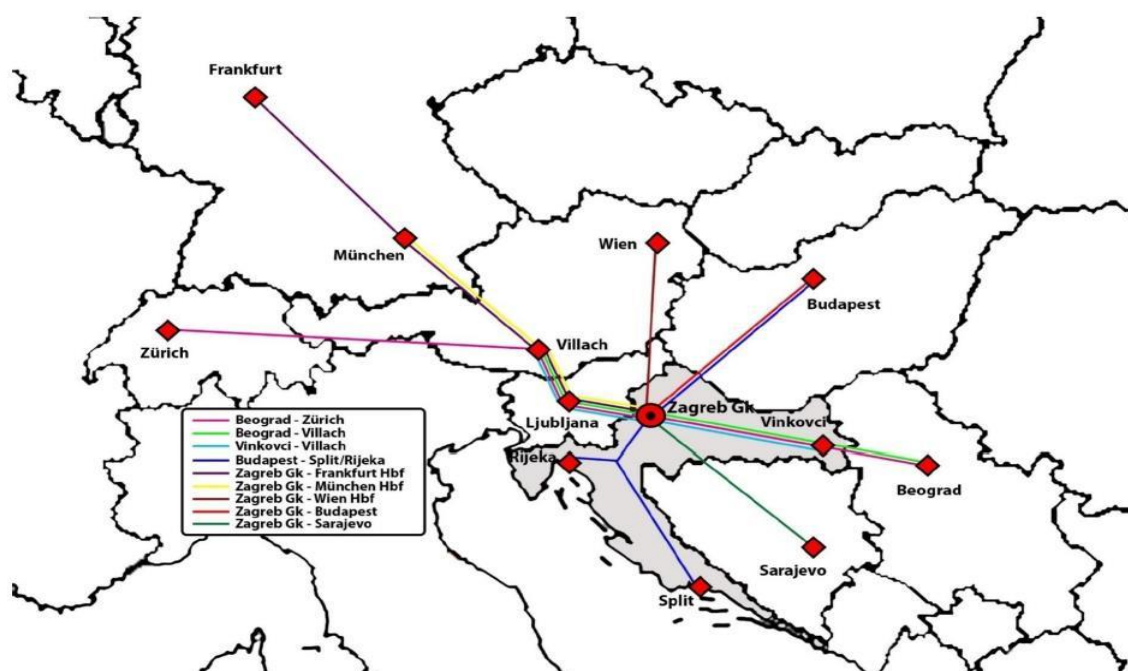 Frankfurt
München
Wien
Budapest
Zürich
Villach
Ljubljana
Zagreb Gk
Vinkovci
Rijeka
Beograd
Sarajevo
Split
Beograd - Zürich
Beograd - Villach
Vinkovci - Villach
Budapest - Split/Rijeka
Zagreb Gk - Frankfurt Hbf
Zagreb Gk - München Hbf
Zagreb Gk - Wien Hbf
Zagreb Gk - Budapest
Zagreb Gk - Sarajevo